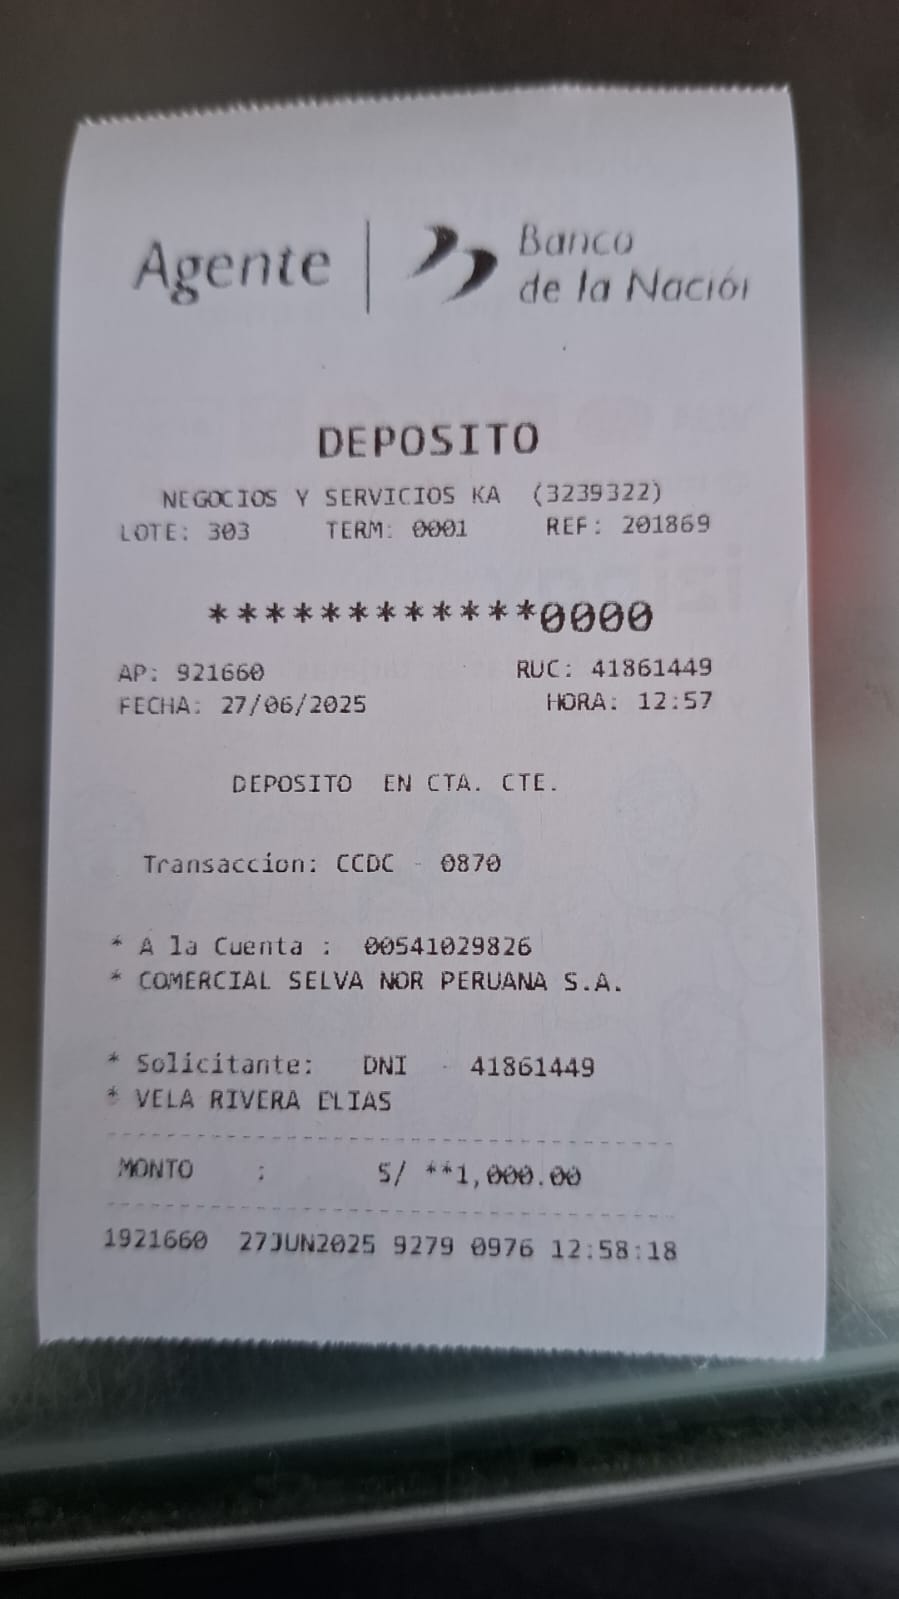 Agente | Banco
de la Nación
DEPOSITO
NEGOCIOS Y SERVICIOS KA (3239322)
LOTE: 303 TERM: 0001 REF: 201869
************0000
AP: 921660 RUC: 41861449
FECHA: 27/06/2025 HORA: 12:57
DEPOSITO EN CTA. CTE.
Transaccion: CCDC - 0870
* A la Cuenta : 00541029826
* COMERCIAL SELVA NOR PERUANA S.A.
* Solicitante: DNI - 41861449
* VELA RIVERA ELIAS
MONTO : S/ **1,000.00
1921660 27JUN2025 9279 0976 12:58:18